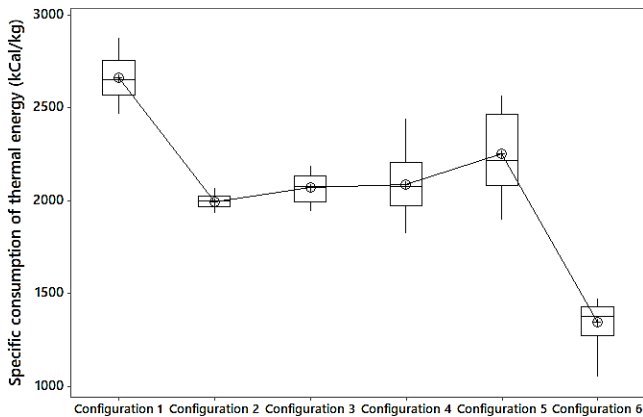 Specific consumption of thermal energy (kCal/kg)
3000
2500
2000
1500
1000
Configuration 1 Configuration 2 Configuration 3 Configuration 4 Configuration 5 Configuration 6